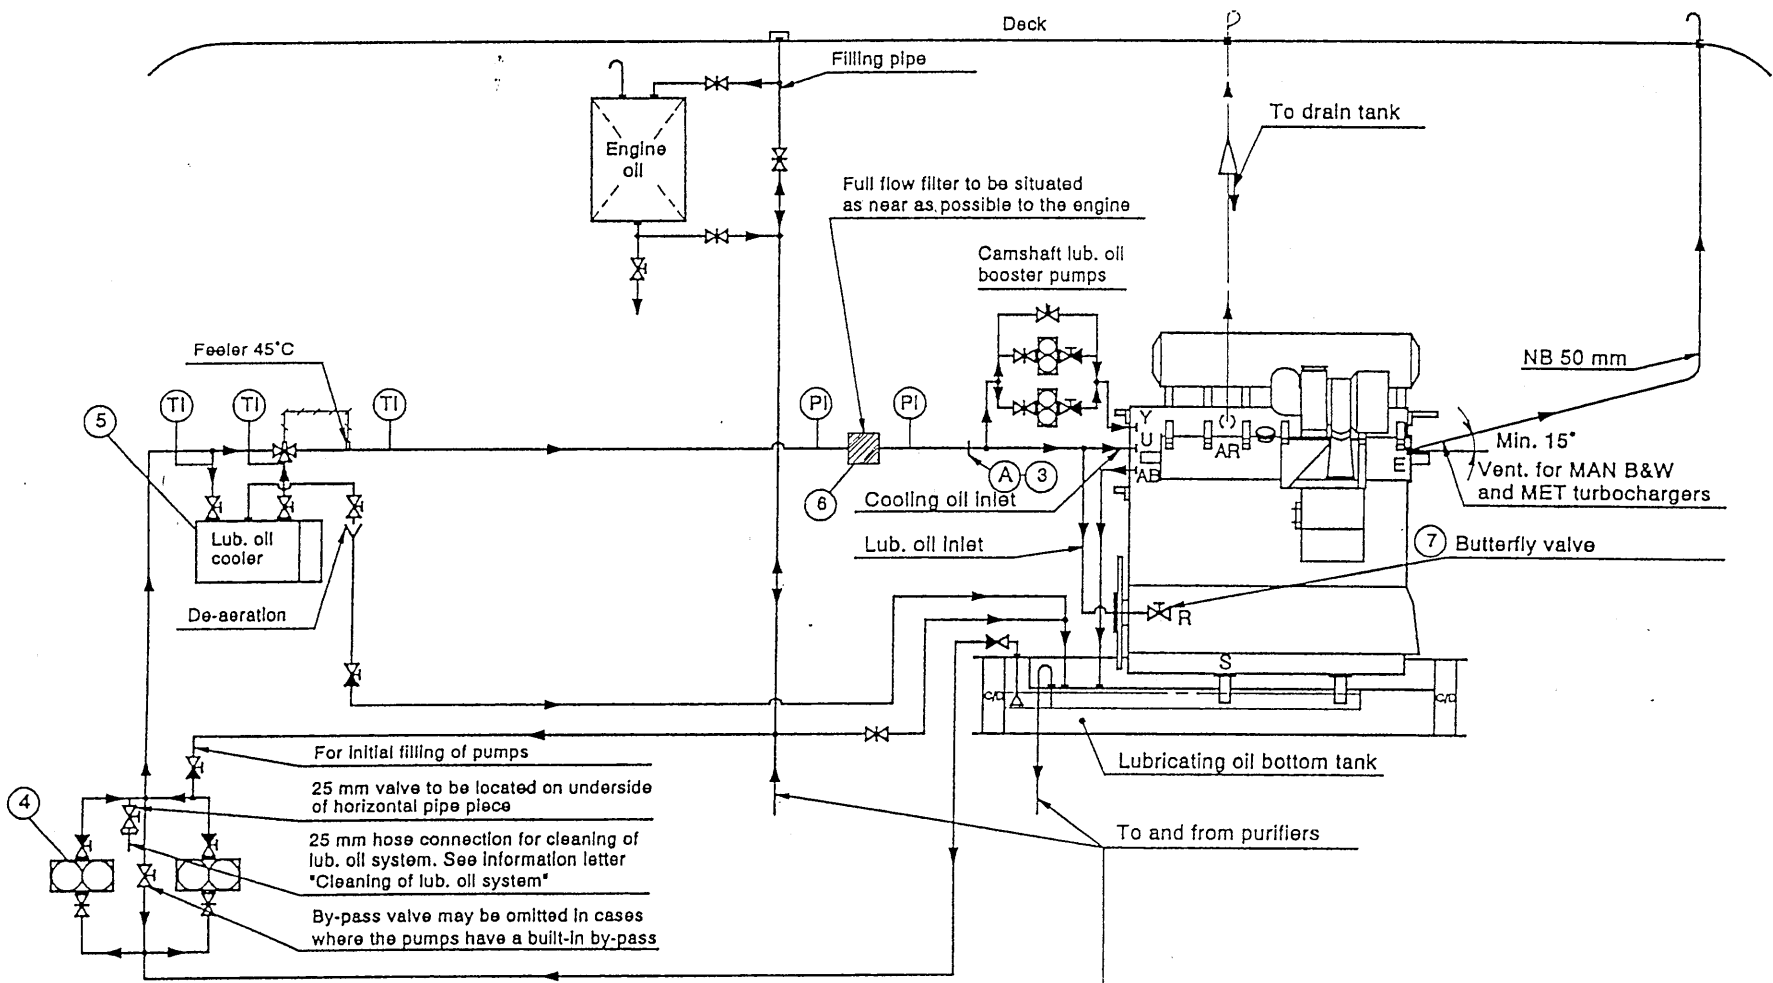 Deck
Filling pipe
To drain tank
Engine
oil
Full flow filter to be situated
as near as possible to the engine
Camshaft lub. oil
booster pumps
Feeler 45°C
NB 50 mm
TI
TI
TI
PI
PI
5
Y
U
AR
E
AB
Min. 15°
Vent. for MAN B&W
and MET turbochargers
A
3
6
Cooling oil inlet
Lub. oil
cooler
Lub. oil inlet
7
Butterfly valve
De-aeration
R
S
C/D
C/D
For initial filling of pumps
Lubricating oil bottom tank
25 mm valve to be located on underside
of horizontal pipe piece
4
To and from purifiers
25 mm hose connection for cleaning of
lub. oil system. See information letter
"Cleaning of lub. oil system"
By-pass valve may be omitted in cases
where the pumps have a built-in by-pass